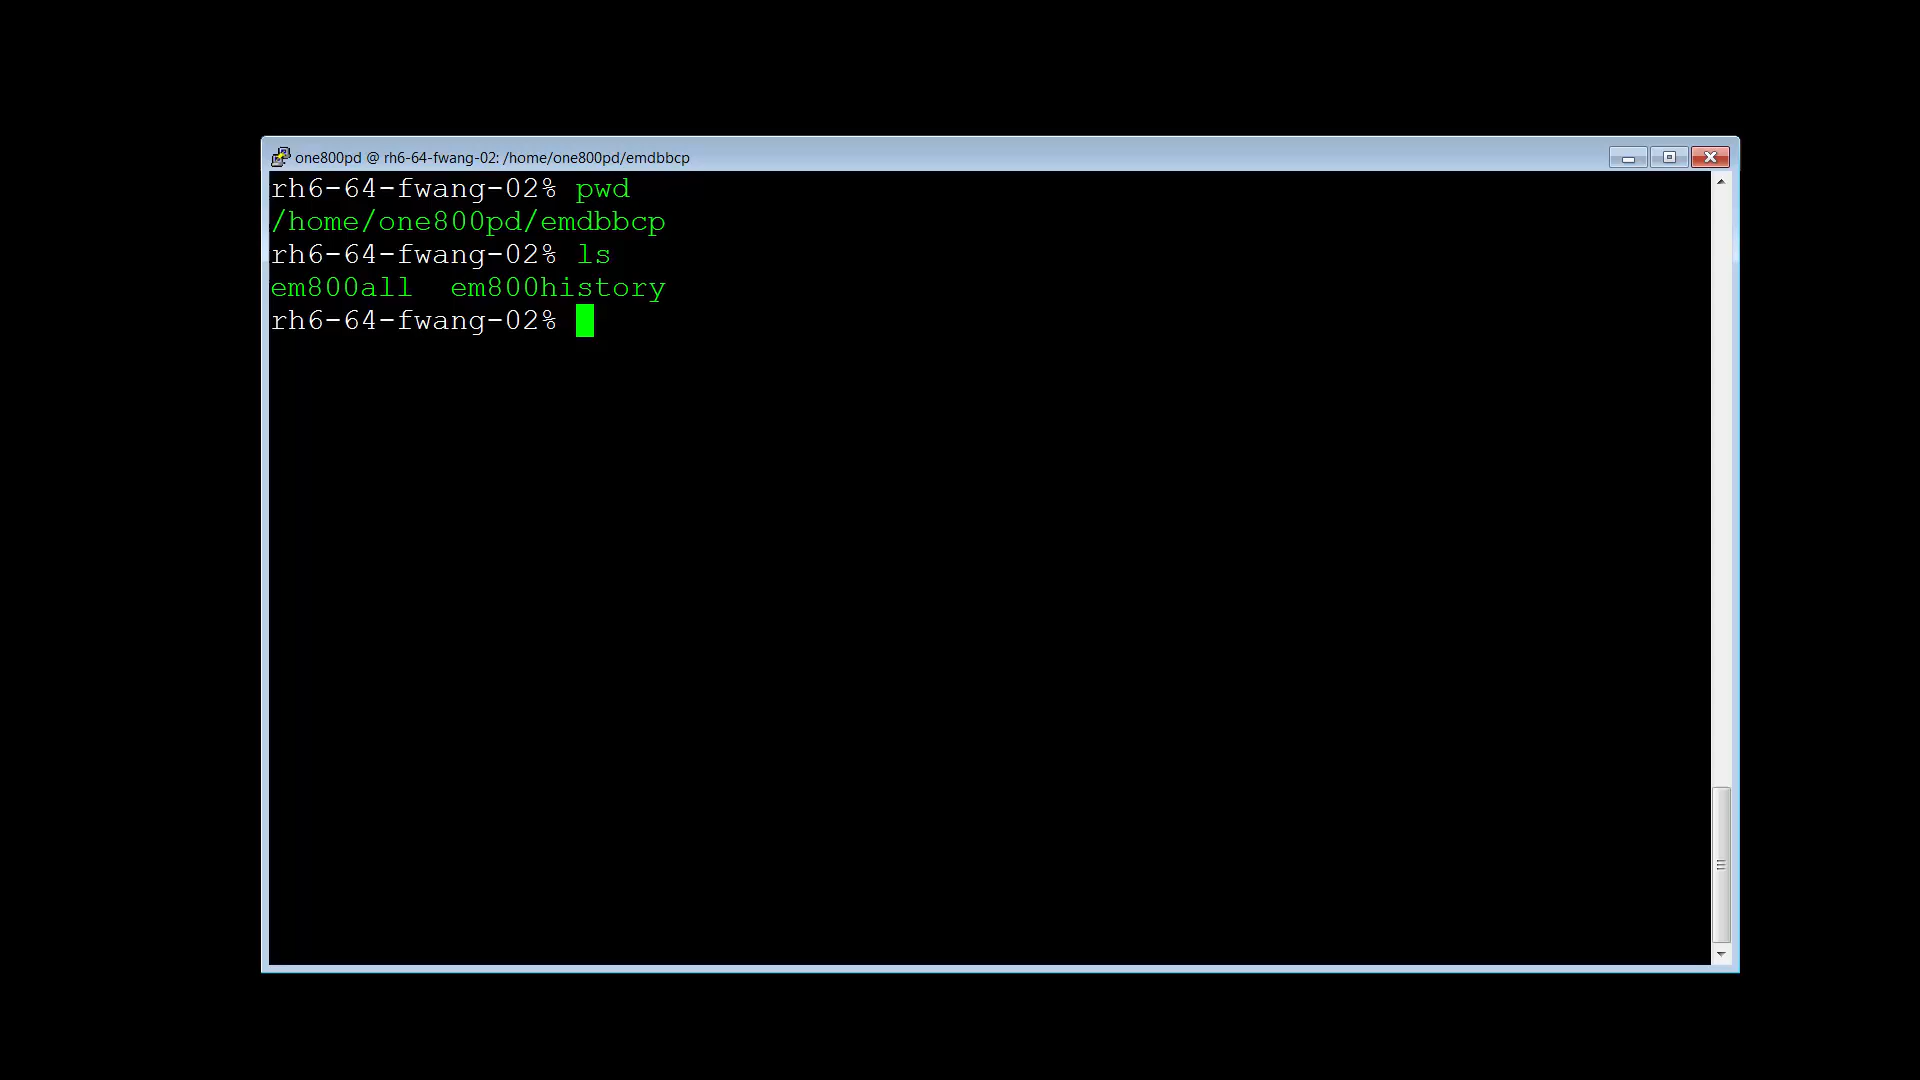 one800pd @ rh6-64-fwang-02: /home/one800pd/emdbbcp
rh6-64-fwang-02% pwd
/home/one800pd/emdbbcp
rh6-64-fwang-02% ls
em800all  em800history
rh6-64-fwang-02%